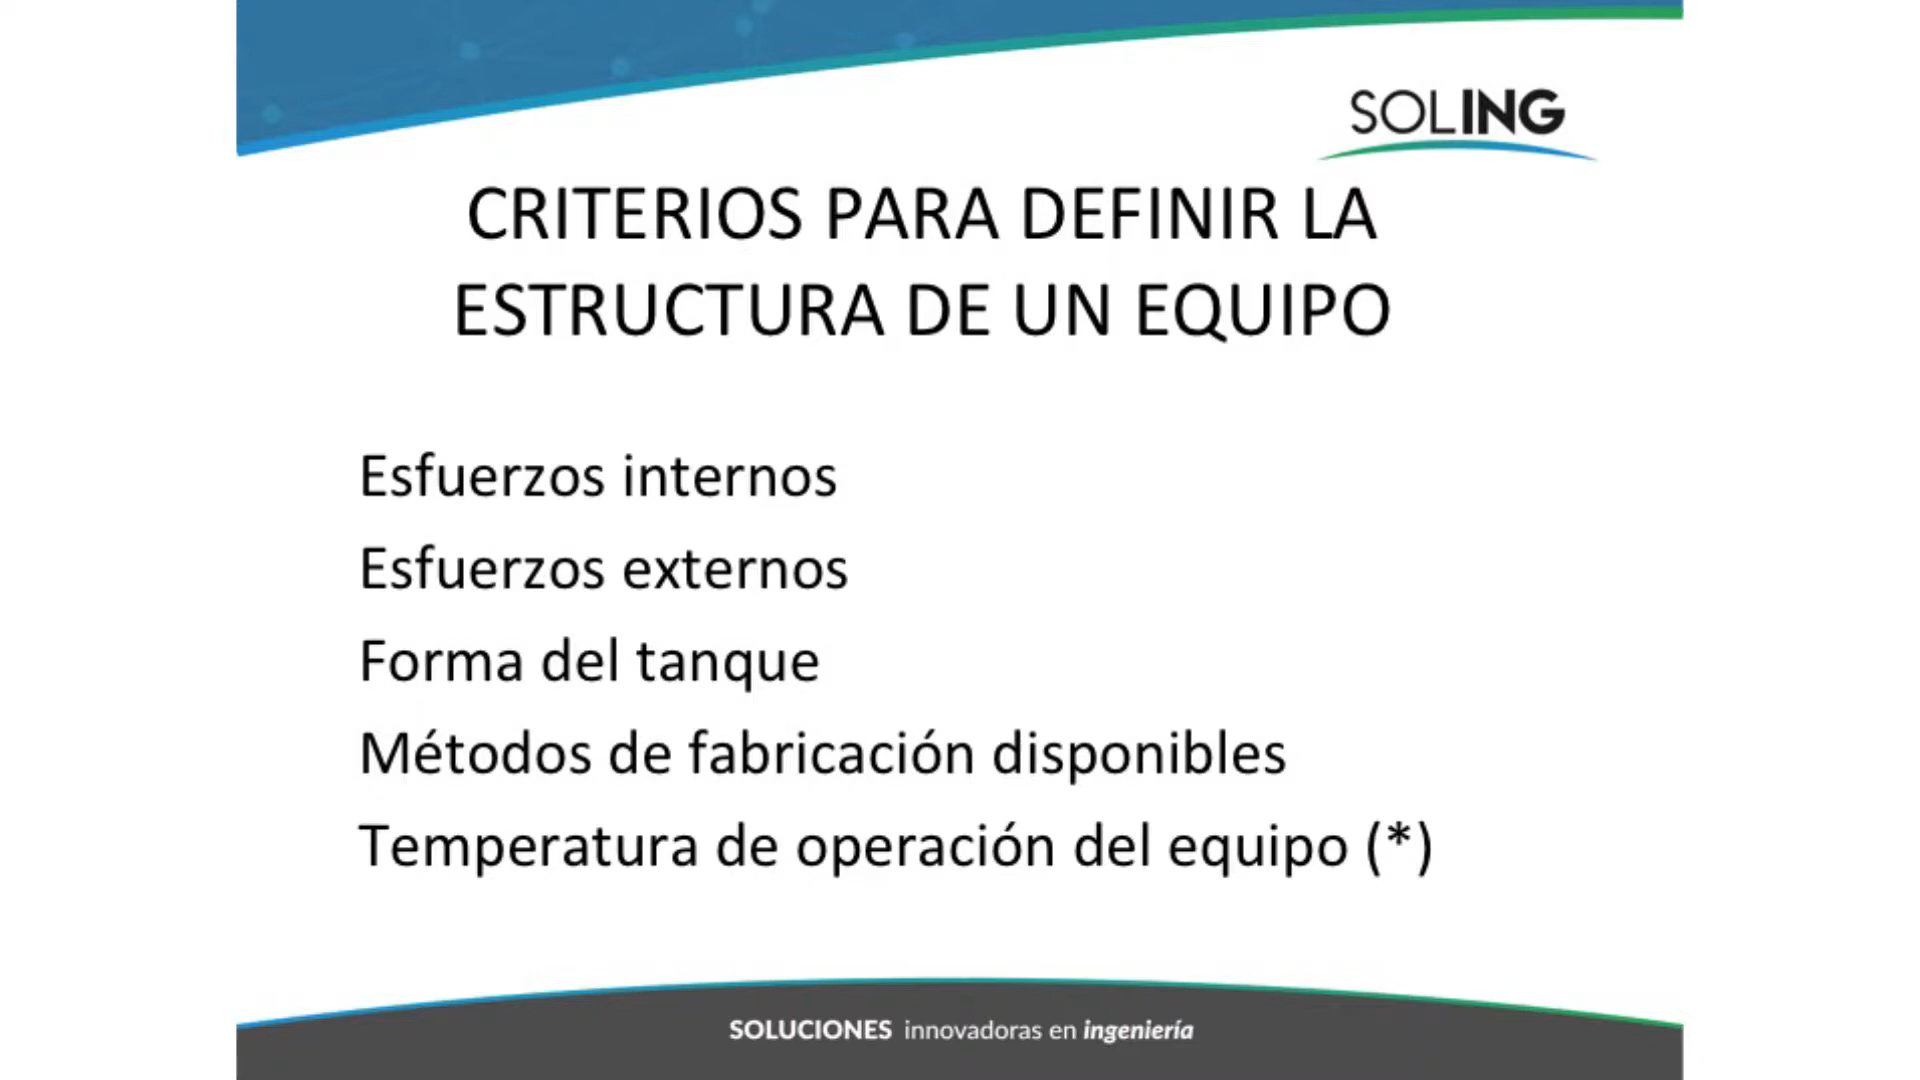 SOLING
CRITERIOS PARA DEFINIR LA
ESTRUCTURA DE UN EQUIPO
Esfuerzos internos
Esfuerzos externos
Forma del tanque
Métodos de fabricación disponibles
Temperatura de operación del equipo (*)
SOLUCIONES innovadoras en ingeniería